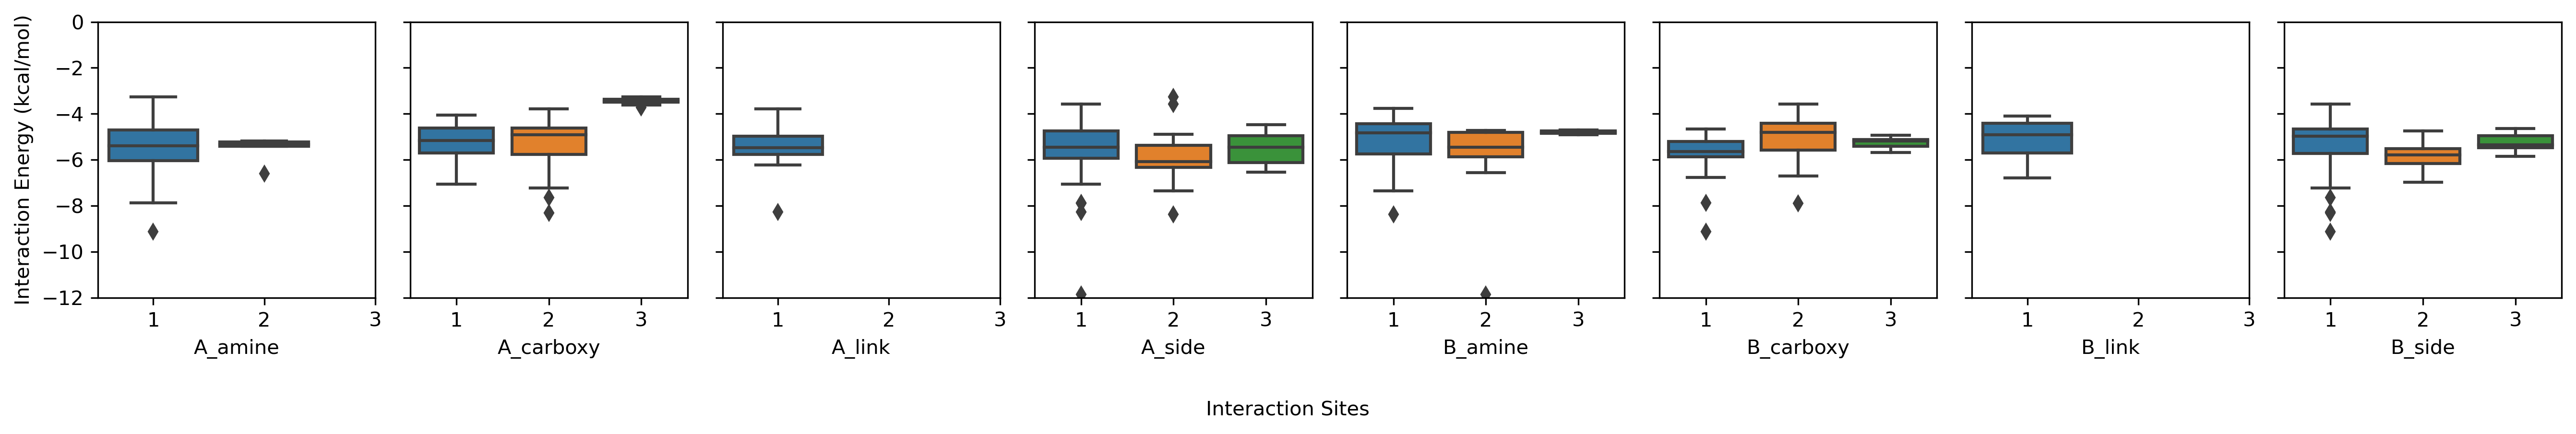 Interaction Energy (kcal/mol)
0
−2
−4
−6
−8
−10
−12
1 2 3
A_amine
1 2 3
A_carboxy
1 2 3
A_link
1 2 3
A_side
1 2 3
B_amine
1 2 3
B_carboxy
1 2 3
B_link
1 2 3
B_side
Interaction Sites